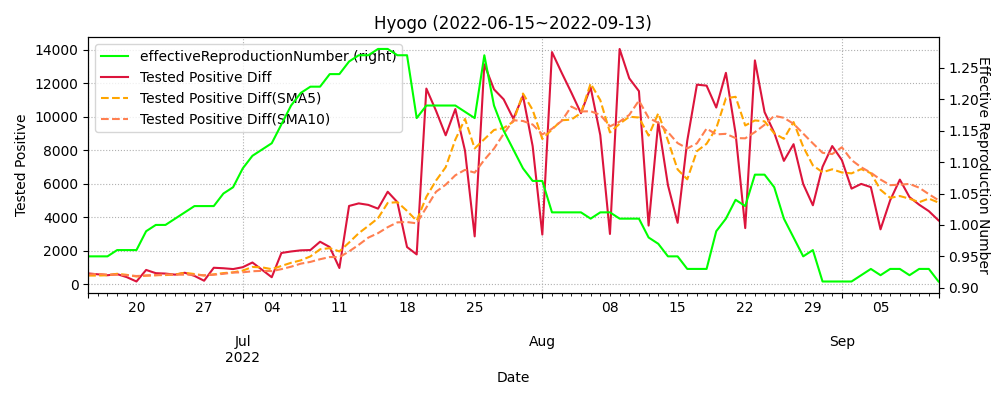 Hyogo (2022-06-15~2022-09-13)
effectiveReproductionNumber (right)
Tested Positive Diff
Tested Positive Diff(SMA5)
Tested Positive Diff(SMA10)
Tested Positive
14000
12000
10000
8000
6000
4000
2000
0
1.25
1.20
1.15
1.10
1.05
1.00
0.95
0.90
Effective Reproduction Number
20 27 04 11 18 25 08 15 22 29 05
Jul Aug Sep
2022
Date